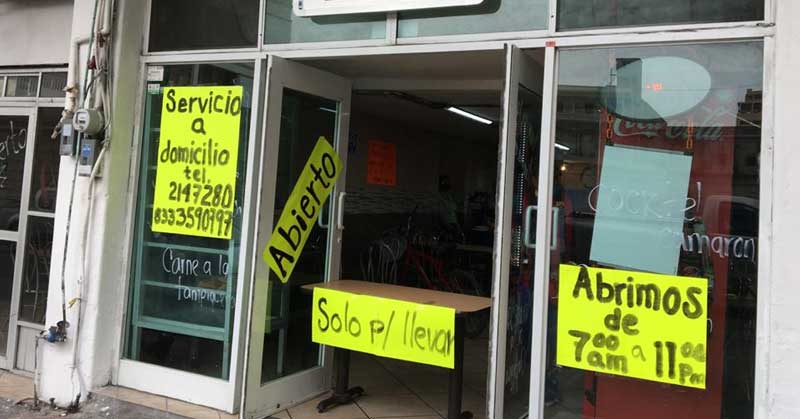 Servicio
a
domicilio
tel.
2147280
8333590797
Carne a la
tampiqueña
Abierto
Solo p/ llevar
Coca-Cola
Cocktel
camaron
Abrimos
de
7:00 am a 11:00 pm